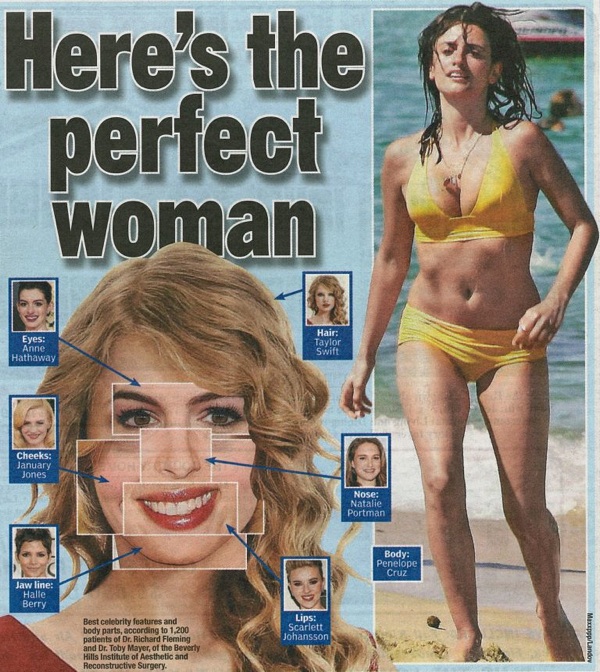 Here's the
perfect
woman
Eyes:
Anne
Hathaway
Hair:
Taylor
Swift
Cheeks:
January
Jones
Nose:
Natalie
Portman
Jaw line:
Halle
Berry
Lips:
Scarlett
Johansson
Body:
Penelope
Cruz
Best celebrity features and
body parts, according to 1,200
patients of Dr. Richard Fleming
and Dr. Toby Mayer, of the Beverly
Hills Institute of Aesthetic and
Reconstructive Surgery.
Maxxppp/Landov